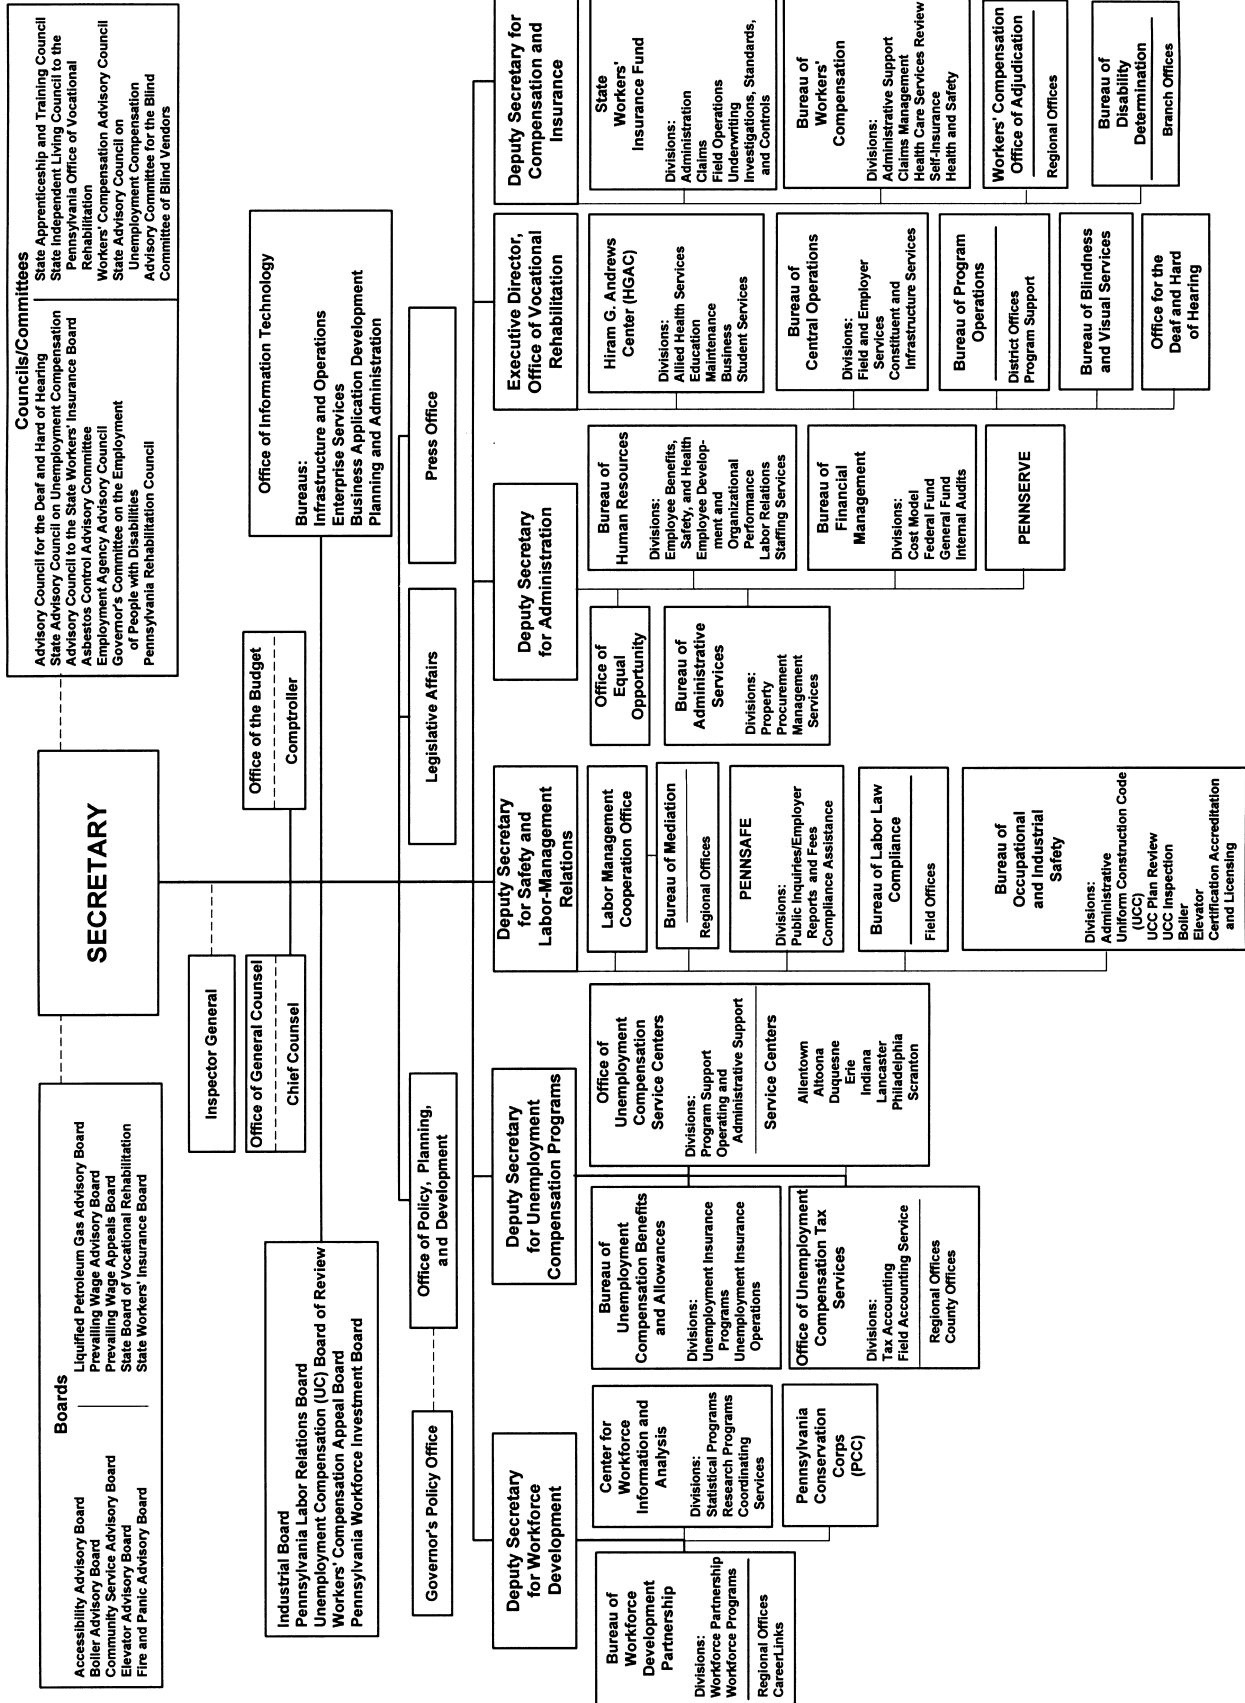 SECRETARY
Boards
Accessibility Advisory Board
Boiler Advisory Board
Community Service Advisory Board
Elevator Advisory Board
Fire and Panic Advisory Board
Liquified Petroleum Gas Advisory Board
Prevailing Wage Advisory Board
Prevailing Wage Appeals Board
State Board of Vocational Rehabilitation
State Workers' Insurance Board
Councils/Committees
Advisory Council for the Deaf and Hard of Hearing
State Advisory Council on Unemployment Compensation
Advisory Council to the State Workers' Insurance Board
Asbestos Control Advisory Committee
Employment Agency Advisory Council
Governor's Committee on the Employment
of People with Disabilities
Pennsylvania Rehabilitation Council
State Apprenticeship and Training Council
State Independent Living Council to the
Pennsylvania Office of Vocational
Rehabilitation
Workers' Compensation Advisory Council
State Advisory Council on
Unemployment Compensation
Advisory Committee for the Blind
Committee of Blind Vendors
Inspector General
Office of General Counsel
Chief Counsel
Office of the Budget
Comptroller
Industrial Board
Pennsylvania Labor Relations Board
Unemployment Compensation (UC) Board of Review
Workers' Compensation Appeal Board
Pennsylvania Workforce Investment Board
Office of Information Technology
Bureaus:
Infrastructure and Operations
Enterprise Services
Business Application Development
Planning and Administration
Governor's Policy Office
Office of Policy, Planning,
and Development
Legislative Affairs
Press Office
Deputy Secretary
for Workforce
Development
Bureau of
Workforce
Development
Partnership
Divisions:
Workforce Partnership
Workforce Programs
Regional Offices
CareerLinks
Center for
Workforce
Information and
Analysis
Divisions:
Statistical Programs
Research Programs
Coordinating
Services
Pennsylvania
Conservation
Corps
(PCC)
Deputy Secretary
for Unemployment
Compensation Programs
Bureau of
Unemployment
Compensation Benefits
and Allowances
Divisions:
Unemployment Insurance
Programs
Unemployment Insurance
Operations
Office of Unemployment
Compensation Tax
Services
Divisions:
Tax Accounting
Field Accounting Service
Regional Offices
County Offices
Office of
Unemployment
Compensation
Service Centers
Divisions:
Program Support
Operating and
Administrative Support
Service Centers
Allentown
Altoona
Duquesne
Erie
Indiana
Lancaster
Philadelphia
Scranton
Deputy Secretary
for Safety and
Labor-Management
Relations
Labor Management
Cooperation Office
Bureau of Mediation
Regional Offices
PENNSAFE
Divisions:
Public Inquiries/Employer
Reports and Fees
Compliance Assistance
Bureau of Labor Law
Compliance
Field Offices
Bureau of
Occupational
and Industrial
Safety
Divisions:
Administrative
Uniform Construction Code
(UCC)
UCC Plan Review
UCC Inspection
Boiler
Elevator
Certification Accreditation
and Licensing
Deputy Secretary
for Administration
Office of
Equal
Opportunity
Bureau of
Administrative
Services
Divisions:
Property
Procurement
Management
Services
Bureau of
Human Resources
Divisions:
Employee Benefits,
Safety, and Health
Employee Develop-
ment and
Organizational
Performance
Labor Relations
Staffing Services
Bureau of
Financial
Management
Divisions:
Cost Model
Federal Fund
General Fund
Internal Audits
PENNSERVE
Executive Director,
Office of Vocational
Rehabilitation
Hiram G. Andrews
Center (HGAC)
Divisions:
Allied Health Services
Education
Maintenance
Business
Student Services
Bureau of
Central Operations
Divisions:
Field and Employer
Services
Constituent and
Infrastructure Services
Bureau of Program
Operations
District Offices
Program Support
Bureau of Blindness
and Visual Services
Office for the
Deaf and Hard
of Hearing
Deputy Secretary for
Compensation and
Insurance
State
Workers'
Insurance Fund
Divisions:
Administration
Claims
Field Operations
Underwriting
Investigations, Standards,
and Controls
Bureau of
Workers'
Compensation
Divisions:
Administrative Support
Claims Management
Health Care Services Review
Self-Insurance
Health and Safety
Workers' Compensation
Office of Adjudication
Regional Offices
Bureau of
Disability
Determination
Branch Offices